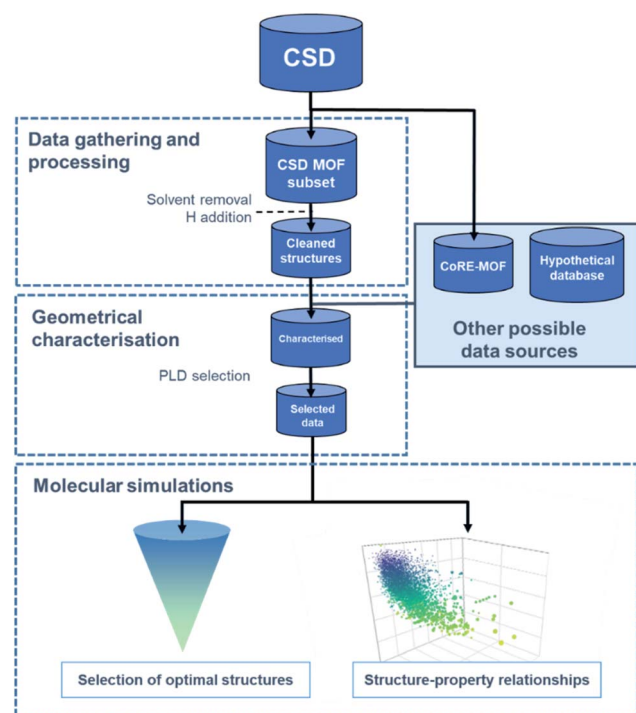 CSD
Data gathering and
processing
CSD MOF
subset
Solvent removal
H addition
Cleaned
structures
CoRE-MOF
Hypothetical
database
Other possible
data sources
Geometrical
characterisation
Characterised
PLD selection
Selected
data
Molecular simulations
Selection of optimal structures
Structure-property relationships